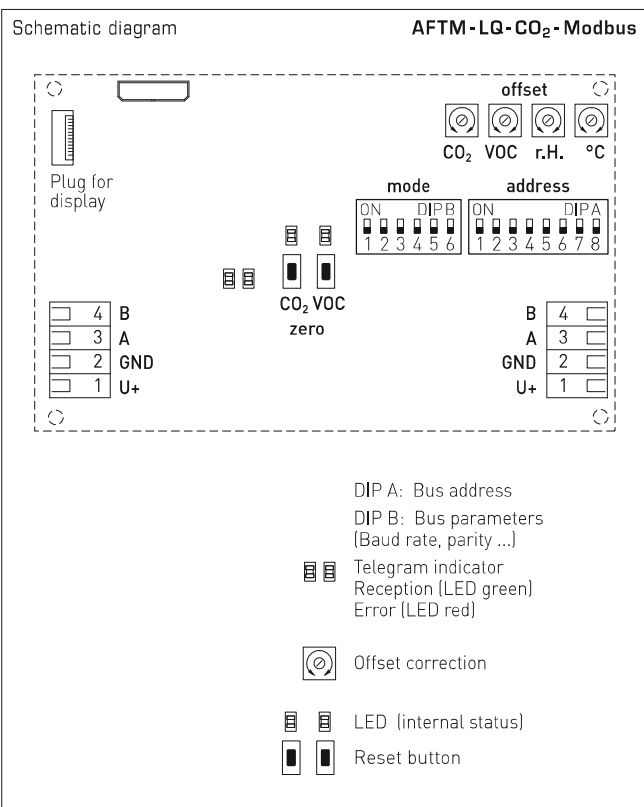 Schematic diagram AFTM-LQ-CO₂-Modbus
offset
CO₂ VOC r.H. °C
Plug for
display
mode address
ON DIP B ON DIP A
1 2 3 4 5 6 1 2 3 4 5 6 7 8
CO₂ VOC
zero
4 B B 4
3 A A 3
2 GND GND 2
1 U+ U+ 1
DIP A: Bus address
DIP B: Bus parameters
(Baud rate, parity ...)
Telegram indicator
Reception (LED green)
Error (LED red)
Offset correction
LED (internal status)
Reset button